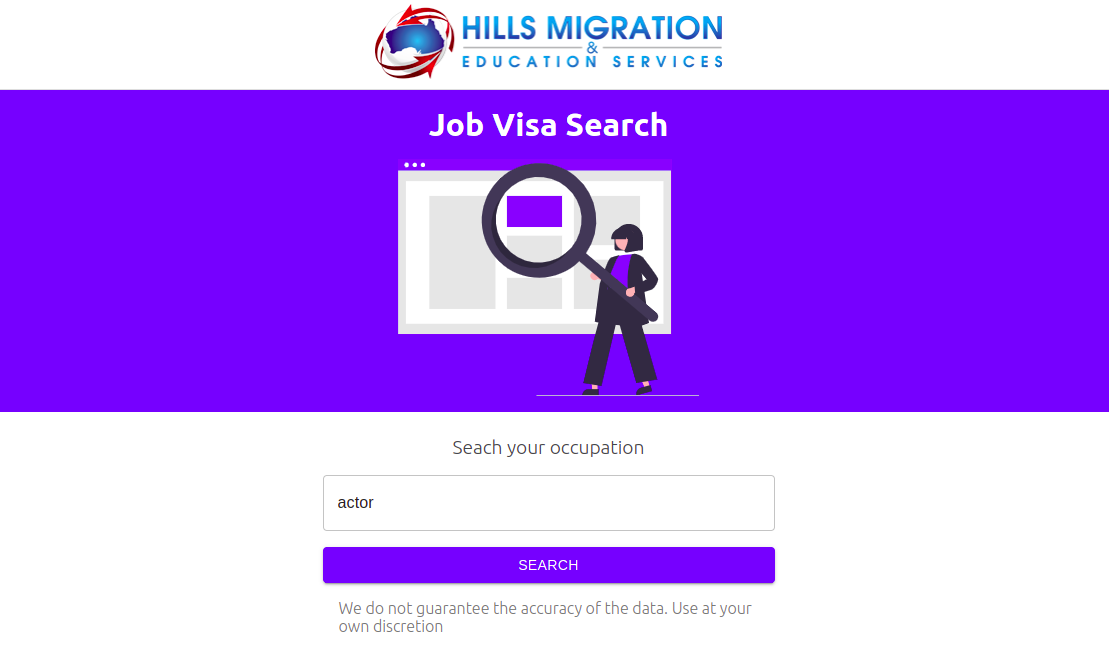 HILLS MIGRATION
&
EDUCATION SERVICES
Job Visa Search
Seach your occupation
actor
SEARCH
We do not guarantee the accuracy of the data. Use at your
own discretion